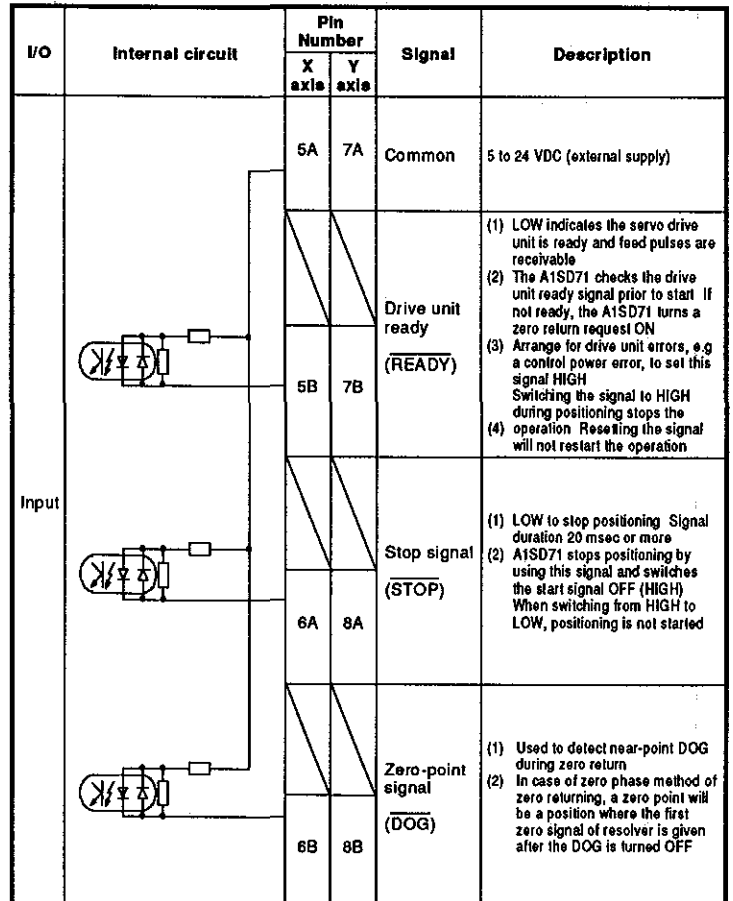 I/O
Internal circuit
Pin
Number
X
axis
Y
axis
Signal
Description
Input
5A
7A
Common
5 to 24 VDC (external supply)
5B
7B
Drive unit
ready
(READY)
(1) LOW indicates the servo drive
unit is ready and feed pulses are
receivable
(2) The A1SD71 checks the drive
unit ready signal prior to start If
not ready, the A1SD71 turns a
zero return request ON
(3) Arrange for drive unit errors, e.g
a control power error, to set this
signal HIGH
Switching the signal to HIGH
during positioning stops the
(4) operation Resetting the signal
will not restart the operation
6A
8A
Stop signal
(STOP)
(1) LOW to stop positioning Signal
duration 20 msec or more
(2) A1SD71 stops positioning by
using this signal and switches
the start signal OFF (HIGH)
When switching from HIGH to
LOW, positioning is not started
6B
8B
Zero-point
signal
(DOG)
(1) Used to detect near-point DOG
during zero return
(2) In case of zero phase method of
zero returning, a zero point will
be a position where the first
zero signal of resolver is given
after the DOG is turned OFF